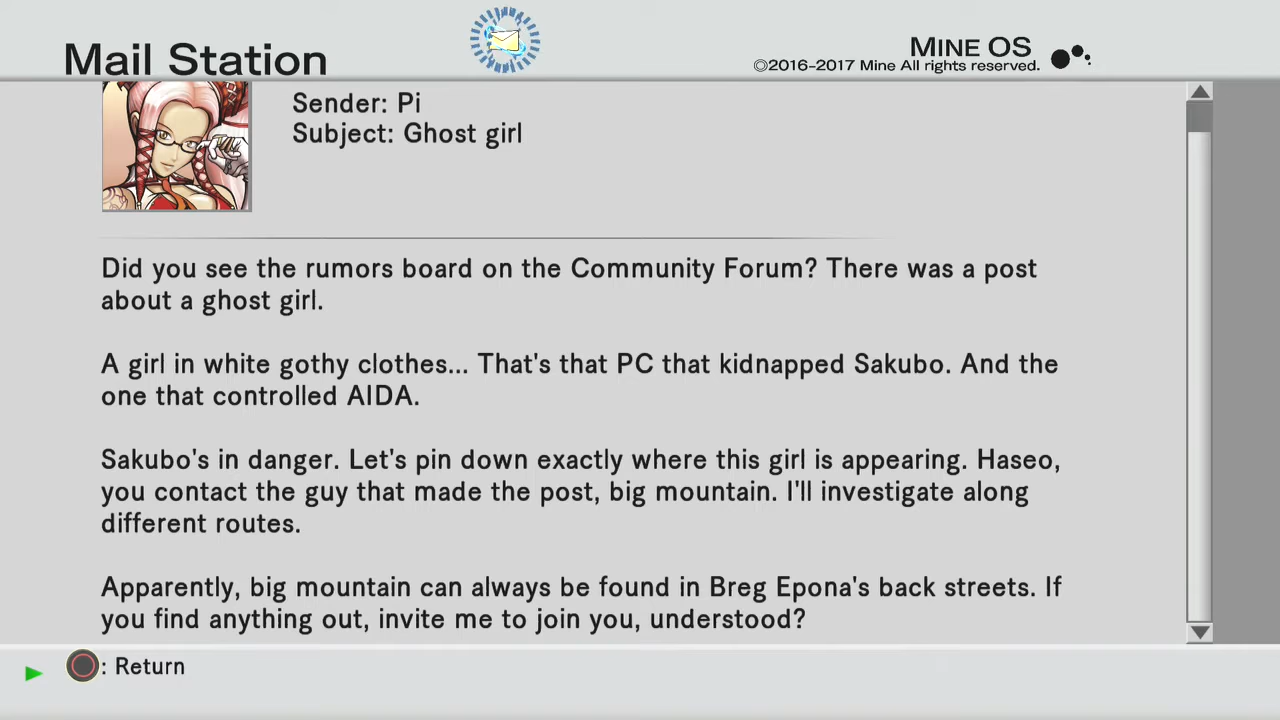 Mail Station
MINE OS
©2016-2017 Mine All rights reserved.
Sender: Pi
Subject: Ghost girl
Did you see the rumors board on the Community Forum? There was a post
about a ghost girl.
A girl in white gothy clothes... That's that PC that kidnapped Sakubo. And the
one that controlled AIDA.
Sakubo's in danger. Let's pin down exactly where this girl is appearing. Haseo,
you contact the guy that made the post, big mountain. I'll investigate along
different routes.
Apparently, big mountain can always be found in Breg Epona's back streets. If
you find anything out, invite me to join you, understood?
: Return